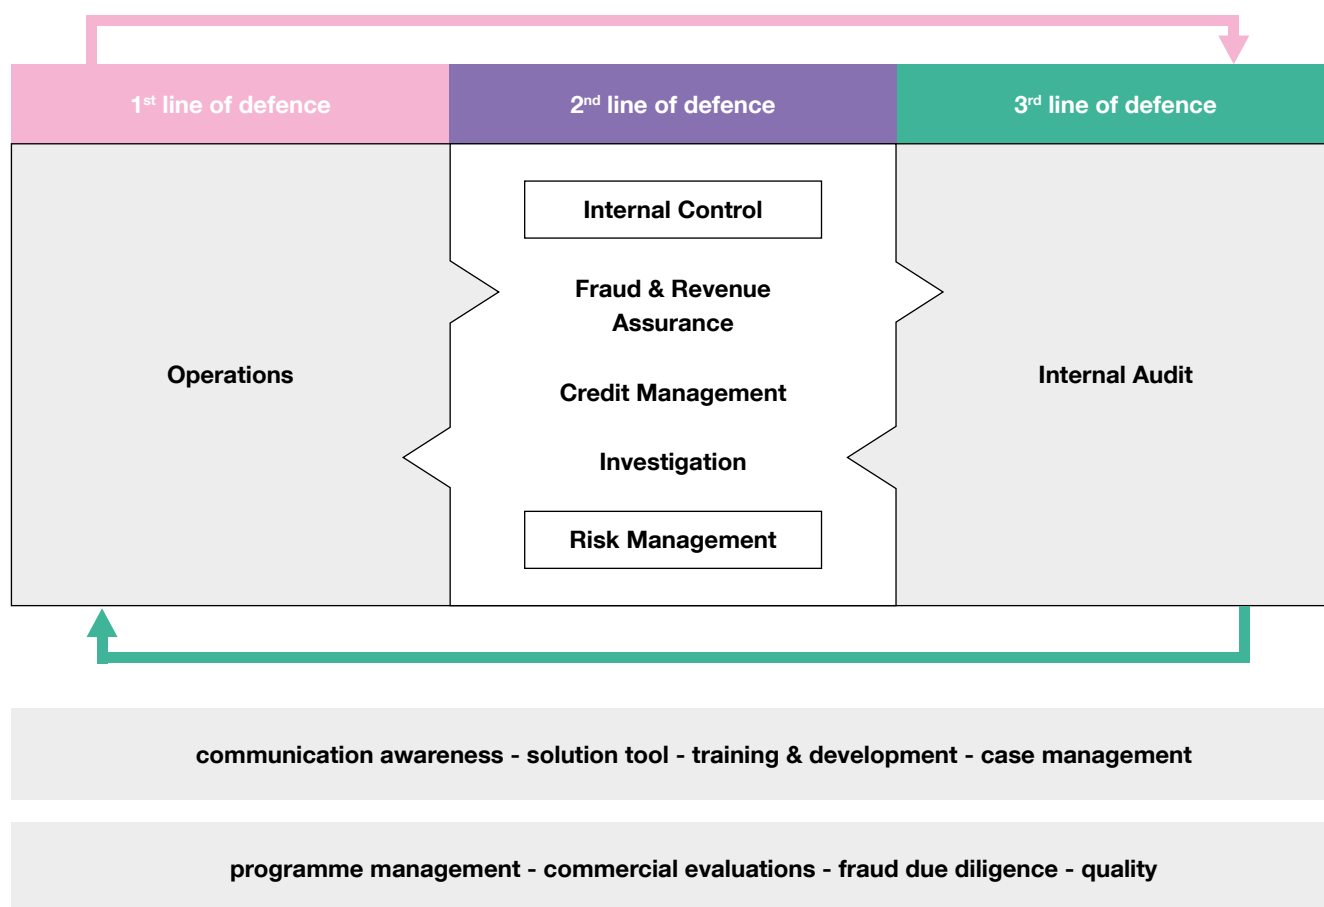 1st line of defence
2nd line of defence
3rd line of defence
Operations
Internal Control
Fraud & Revenue
Assurance
Credit Management
Investigation
Risk Management
Internal Audit
communication awareness - solution tool - training & development - case management
programme management - commercial evaluations - fraud due diligence - quality